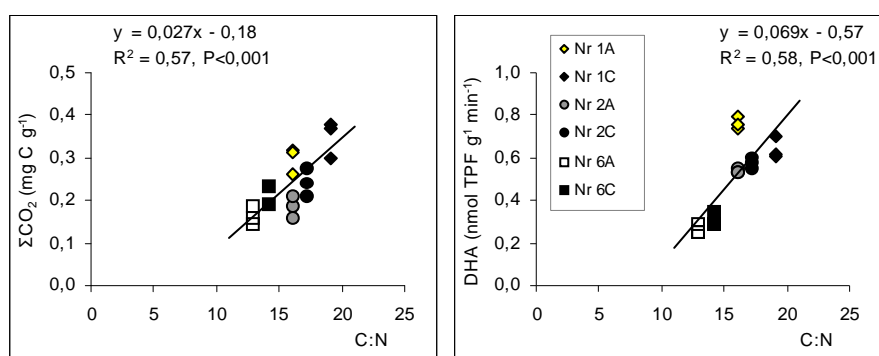 y = 0,027x - 0,18
R² = 0,57, P<0,001
ΣCO₂ (mg C g⁻¹)
0,5
0,4
0,3
0,2
0,1
0,0
0 5 10 15 20 25
C:N
y = 0,069x - 0,57
R² = 0,58, P<0,001
DHA (nmol TPF g⁻¹ min⁻¹)
1,0
0,8
0,6
0,4
0,2
0,0
Nr 1A
Nr 1C
Nr 2A
Nr 2C
Nr 6A
Nr 6C
0 5 10 15 20 25
C:N